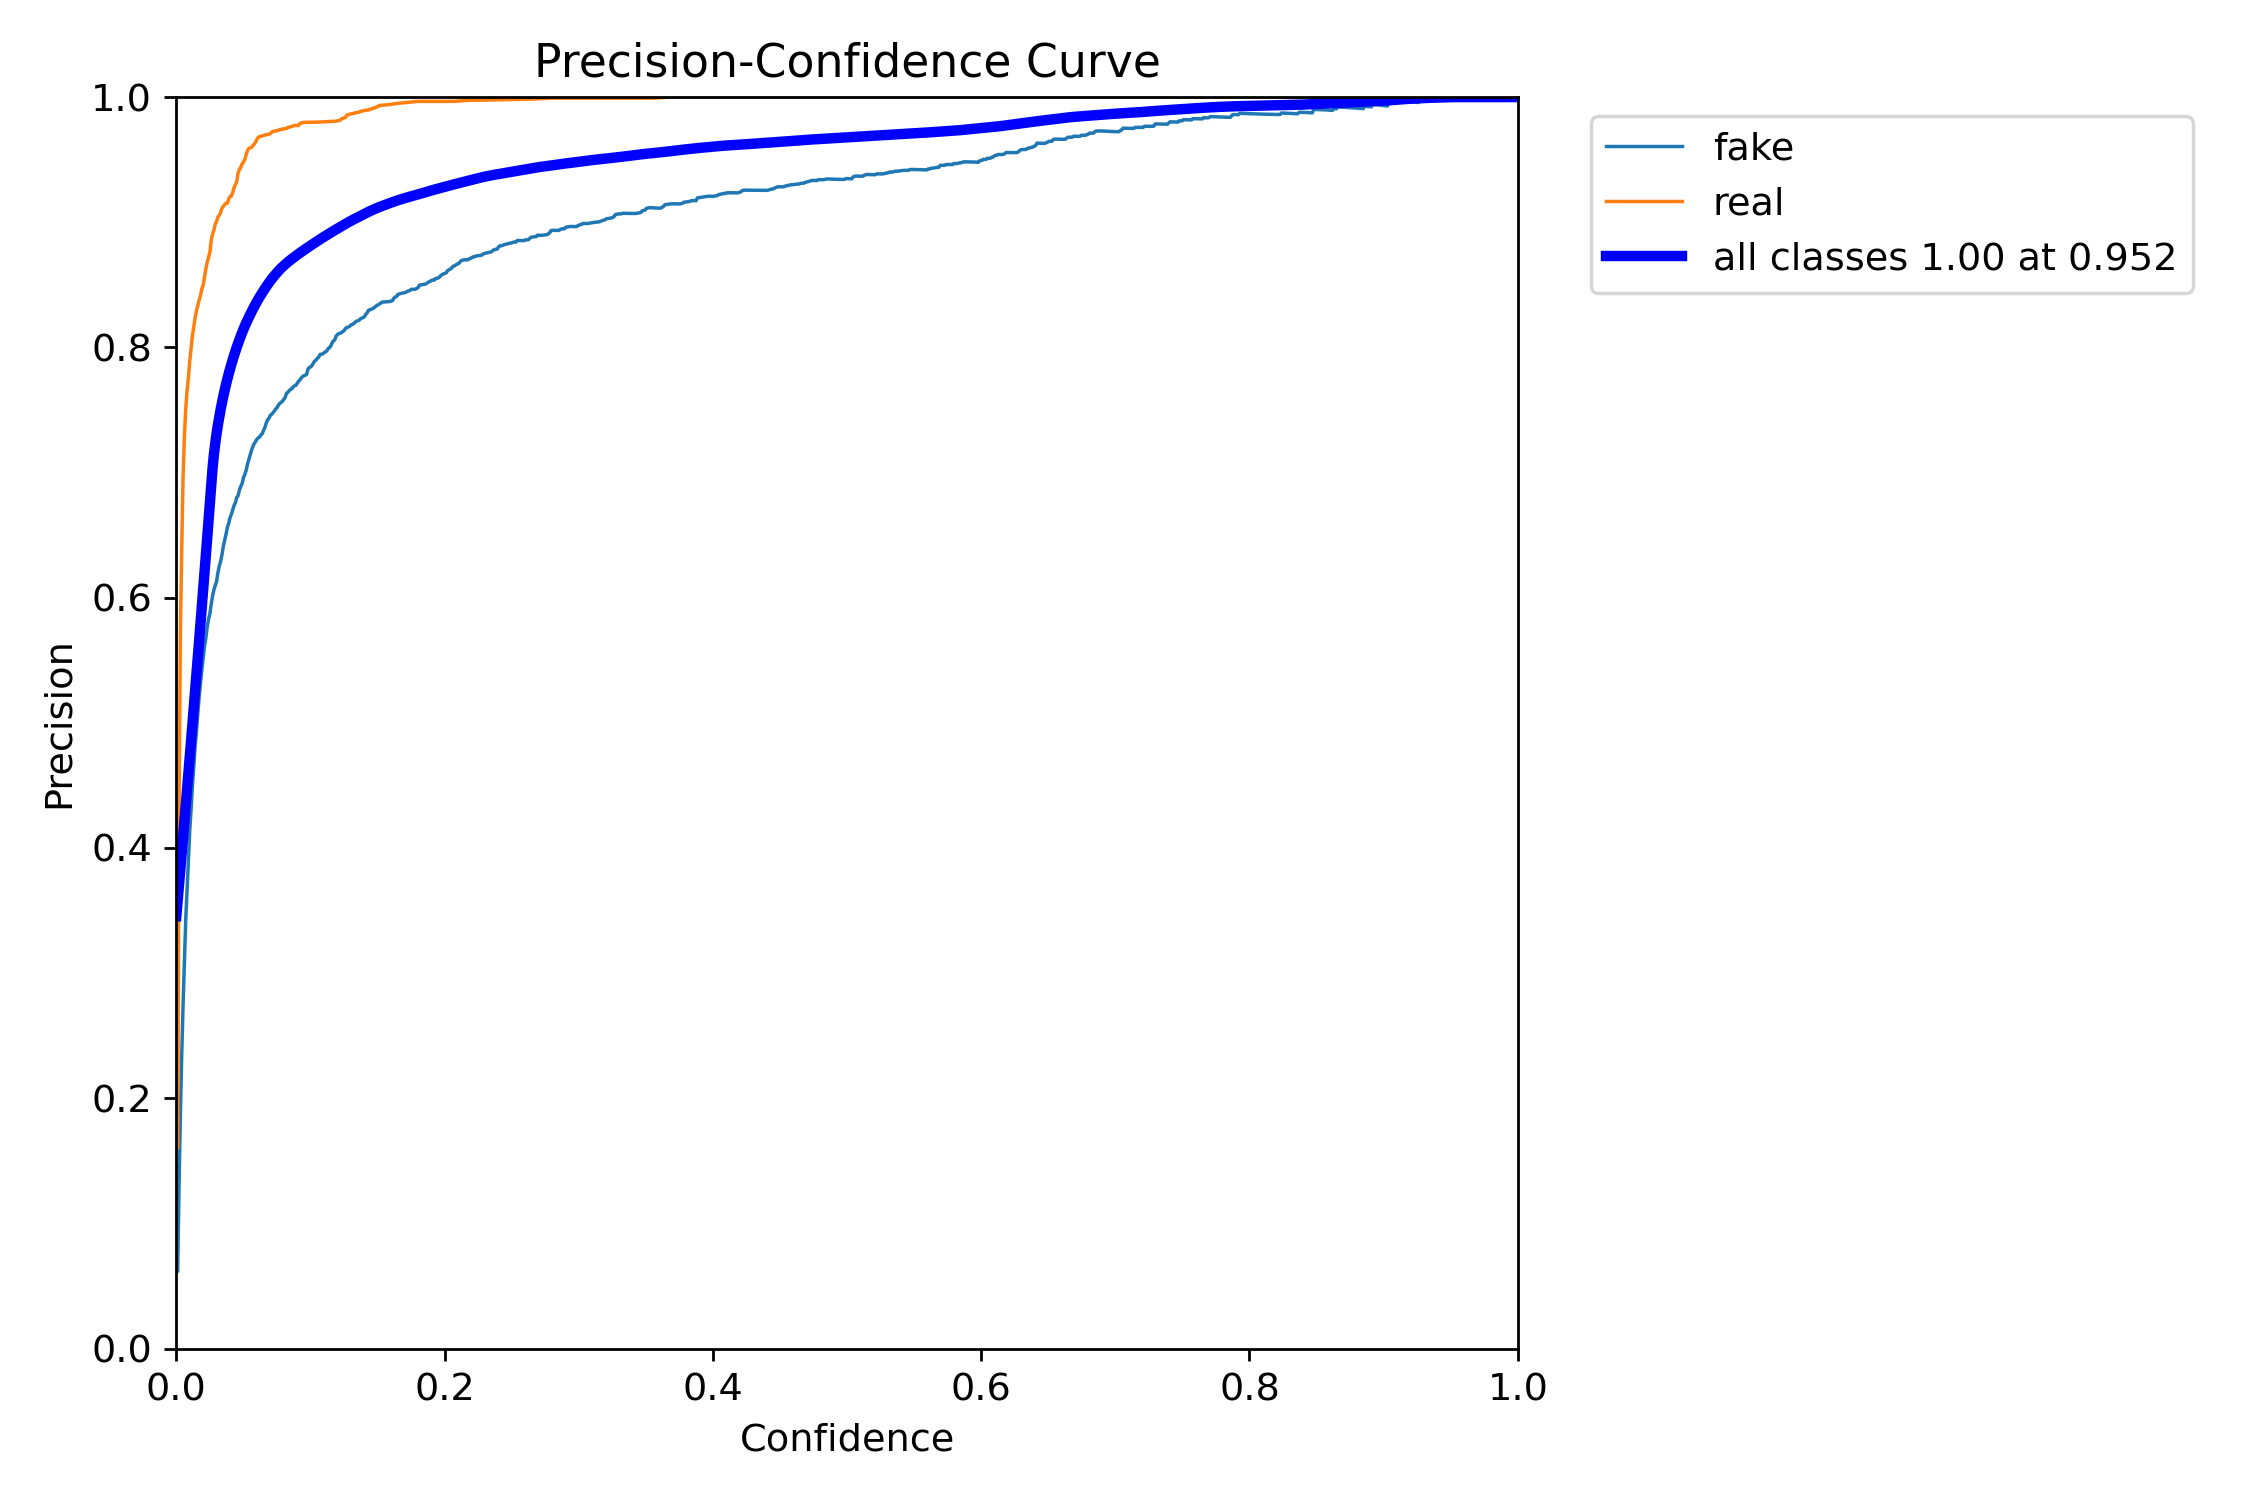 Precision-Confidence Curve
1.0
0.8
0.6
0.4
0.2
0.0
Precision
0.0 0.2 0.4 0.6 0.8 1.0
Confidence
fake
real
all classes 1.00 at 0.952